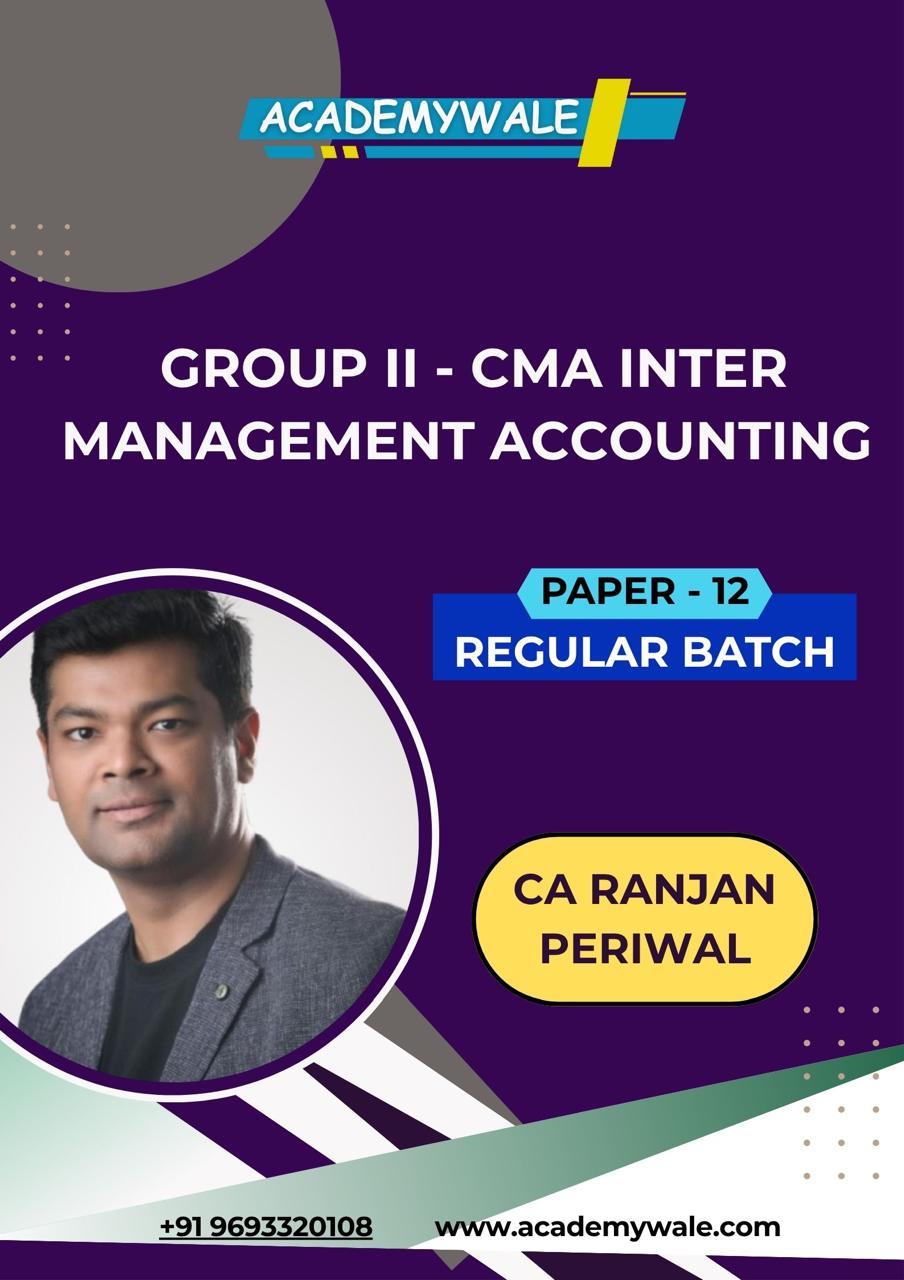 ACADEMYWALE
GROUP II - CMA INTER
MANAGEMENT ACCOUNTING
PAPER - 12
REGULAR BATCH
CA RANJAN
PERIWAL
+91 9693320108
www.academywale.com